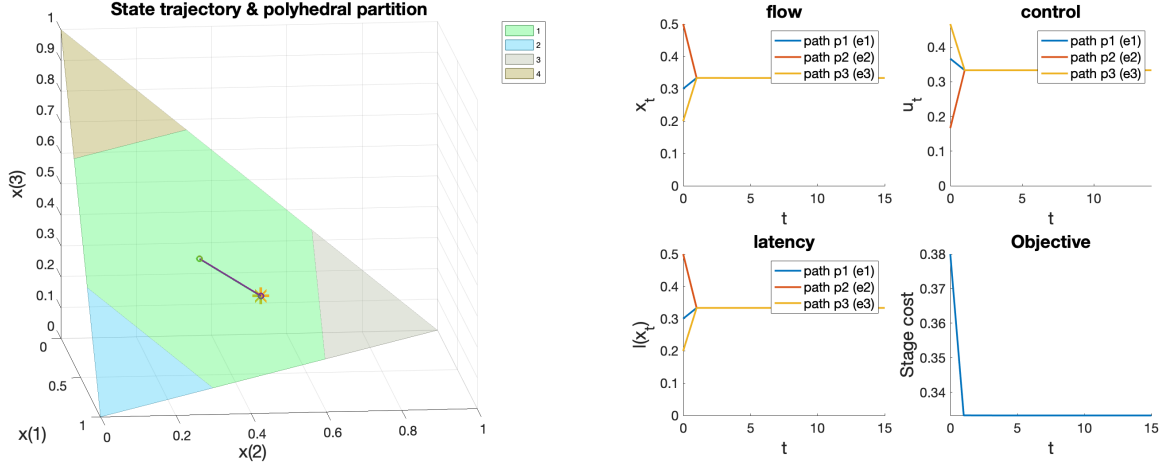 State trajectory & polyhedral partition
1
0.9
0.8
0.7
0.6
0.5
0.4
0.3
0.2
0.1
0
x(3)
0
0.5
1
x(1)
0
0.2
0.4
0.6
0.8
1
x(2)
1
2
3
4
flow
0.5
0.4
0.3
0.2
0.1
0
x_t
0
5
10
15
t
path p1 (e1)
path p2 (e2)
path p3 (e3)
control
0.4
0.3
0.2
0.1
0
u_t
0
5
10
t
path p1 (e1)
path p2 (e2)
path p3 (e3)
latency
0.5
0.4
0.3
0.2
0.1
0
l(x_t)
0
5
10
15
t
path p1 (e1)
path p2 (e2)
path p3 (e3)
Objective
0.38
0.37
0.36
0.35
0.34
Stage cost
0
5
10
15
t